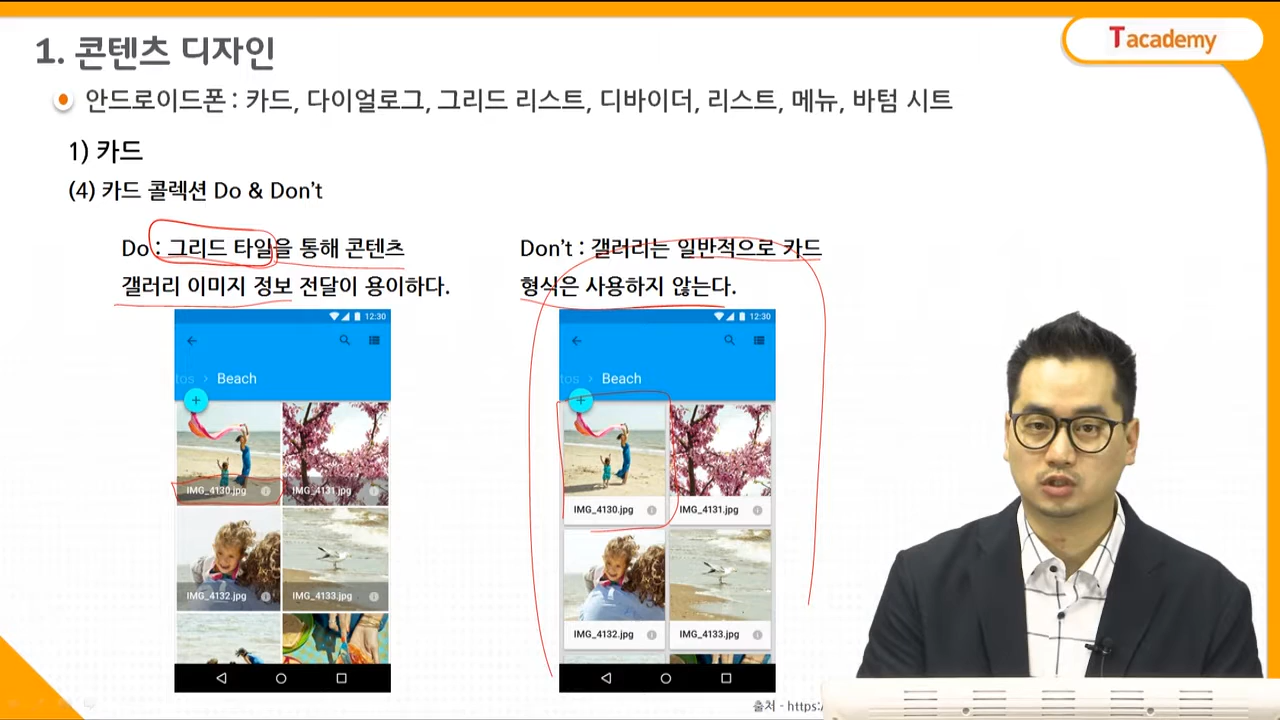 1. 콘텐츠 디자인
Tacademy
안드로이드폰 : 카드, 다이얼로그, 그리드 리스트, 디바이더, 리스트, 메뉴, 바텀 시트
1) 카드
(4) 카드 콜렉션 Do & Don't
Do : 그리드 타일을 통해 콘텐츠
갤러리 이미지 정보 전달이 용이하다.
Don't : 갤러리는 일반적으로 카드
형식은 사용하지 않는다.
12:30
tos > Beach
+
IMG_4130.jpg
IMG_4131.jpg
IMG_4132.jpg
IMG_4133.jpg
12:30
tos > Beach
+
IMG_4130.jpg
IMG_4131.jpg
IMG_4132.jpg
IMG_4133.jpg
출처 - https: